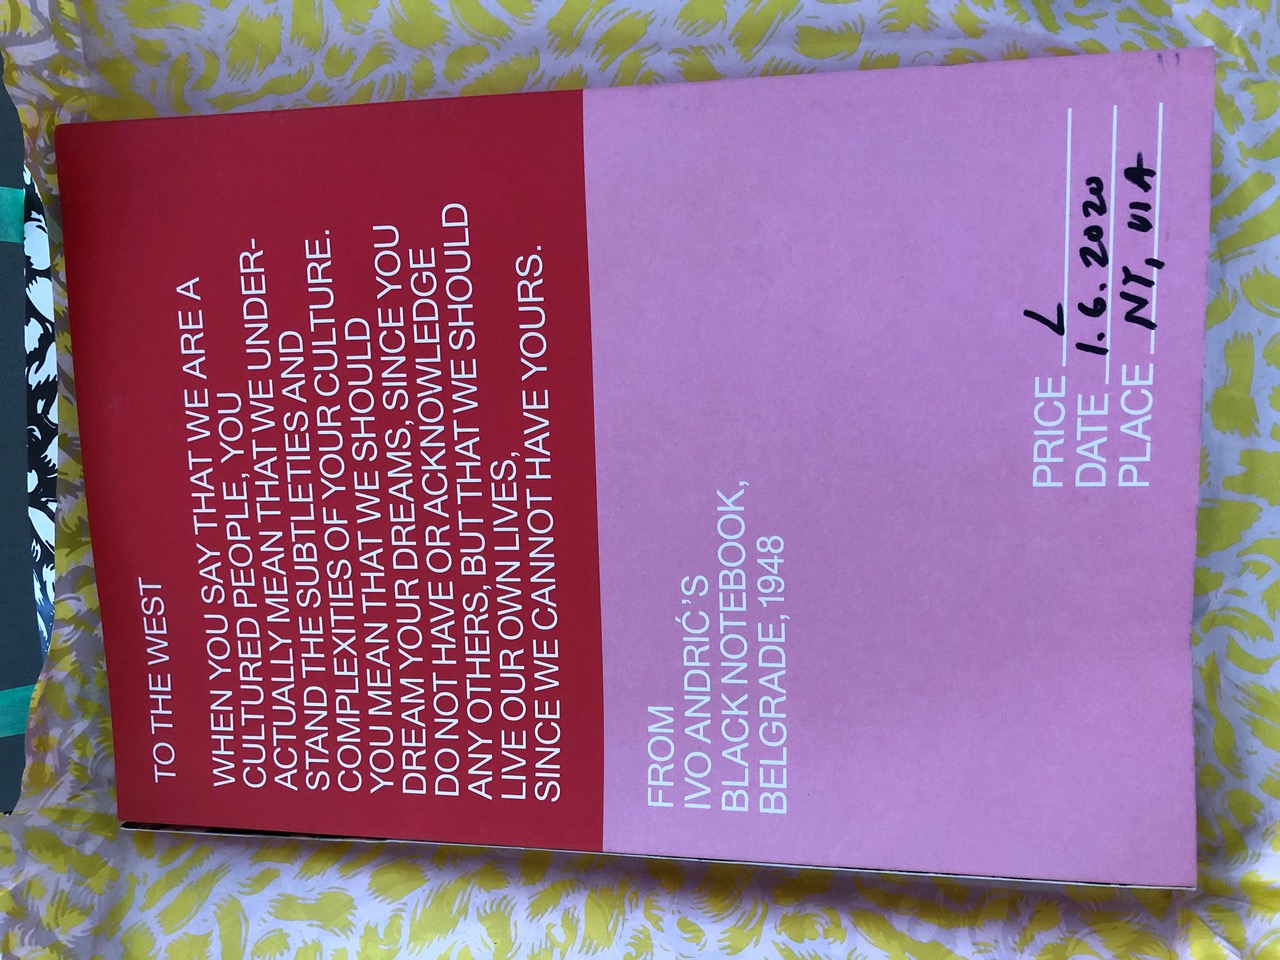 TO THE WEST
WHEN YOU SAY THAT WE ARE A
CULTURED PEOPLE, YOU
ACTUALLY MEAN THAT WE UNDER-
STAND THE SUBTLETIES AND
COMPLEXITIES OF YOUR CULTURE.
YOU MEAN THAT WE SHOULD
DREAM YOUR DREAMS, SINCE YOU
DO NOT HAVE OR ACKNOWLEDGE
ANY OTHERS, BUT THAT WE SHOULD
LIVE OUR OWN LIVES,
SINCE WE CANNOT HAVE YOURS.
FROM
IVO ANDRIĆ'S
BLACK NOTEBOOK,
BELGRADE, 1948
PRICE L
DATE 1.6.2020
PLACE NY,